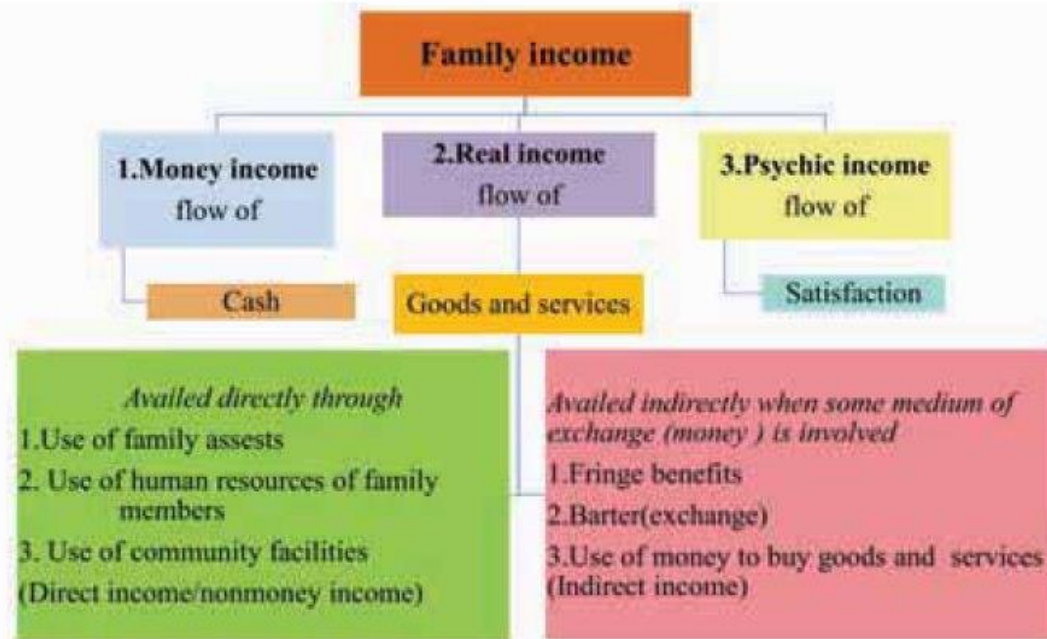 Family income
1.Money income
flow of
2.Real income
flow of
3.Psychic income
flow of
Cash
Goods and services
Satisfaction
Availed directly through
1.Use of family assests
2. Use of human resources of family
members
3. Use of community facilities
(Direct income/nonmoney income)
Availed indirectly when some medium of
exchange (money ) is involved
1.Fringe benefits
2.Barter(exchange)
3.Use of money to buy goods and services
(Indirect income)